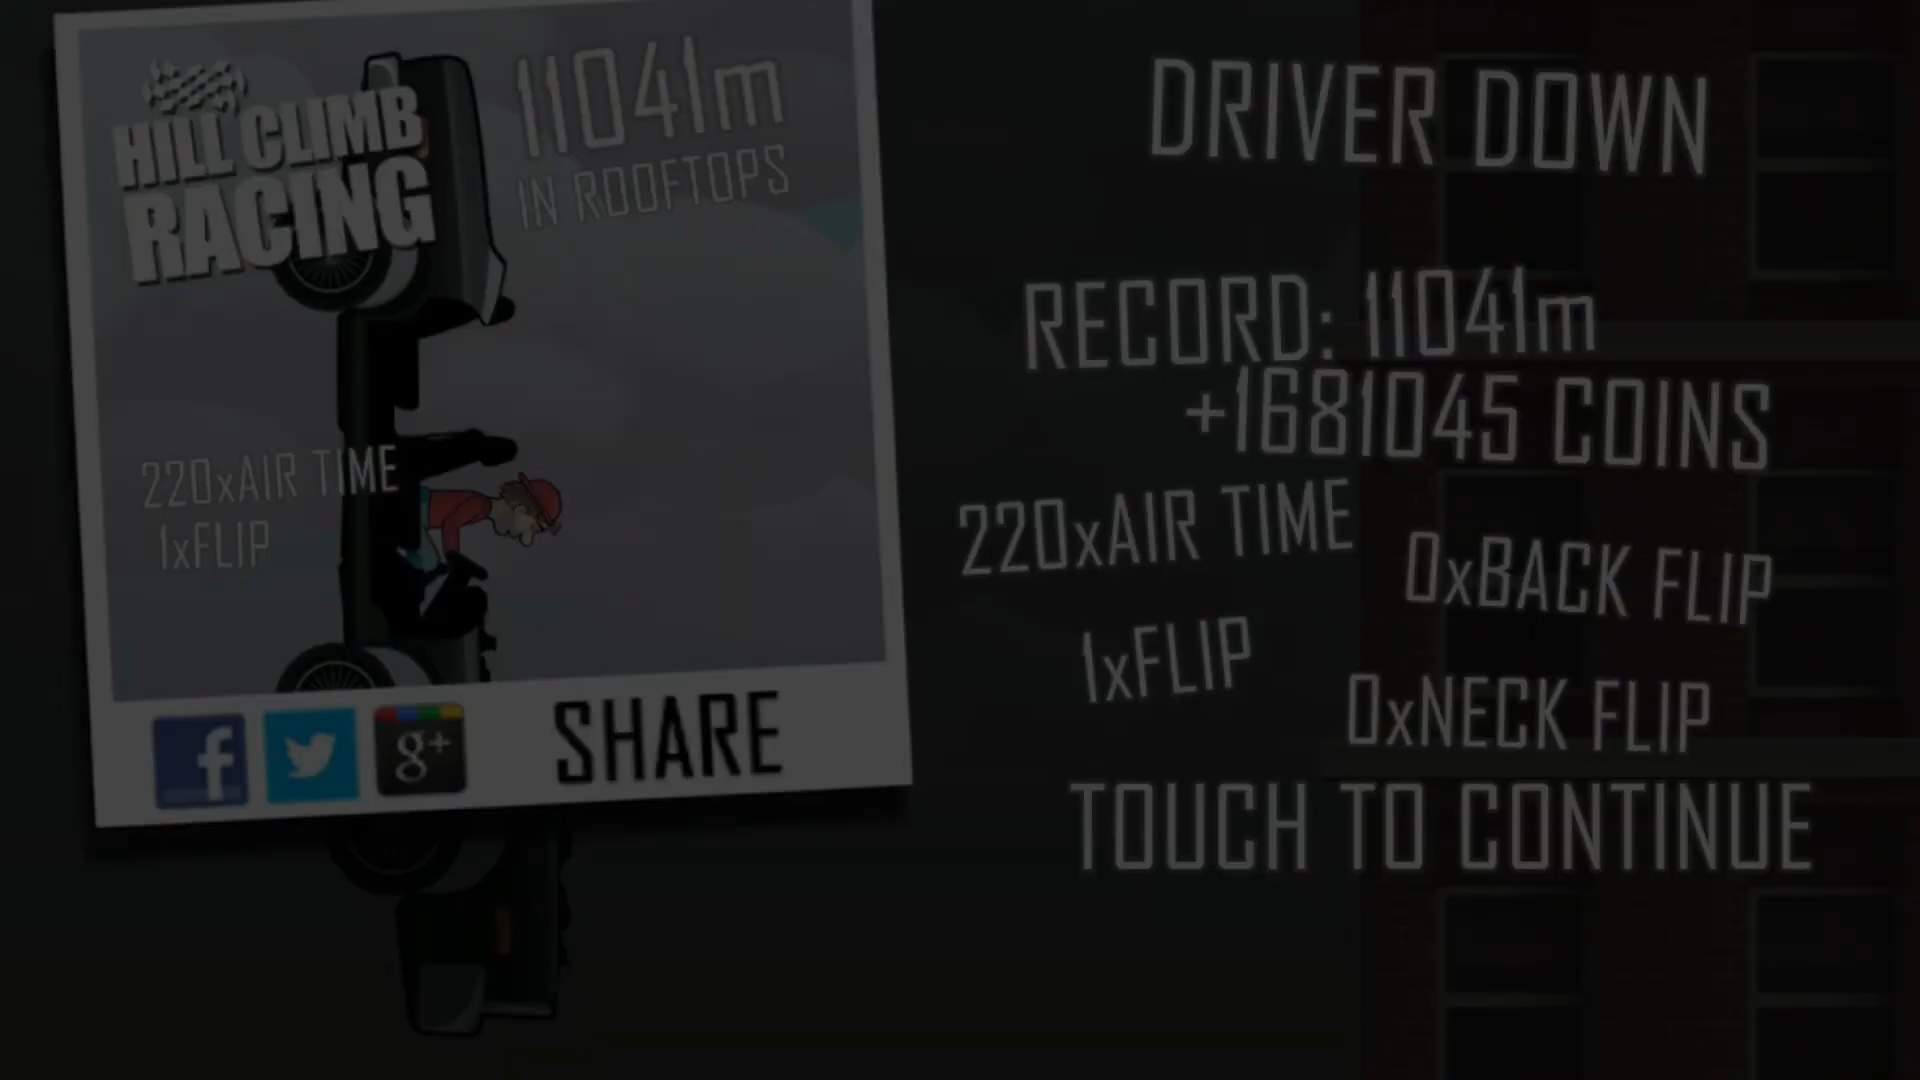 HILL CLIMB
RACING
11041m
IN ROOFTOPS
220xAIR TIME
1xFLIP
f
g+
SHARE
DRIVER DOWN
RECORD: 11041m
+1681045 COINS
220xAIR TIME
0xBACK FLIP
1xFLIP
0xNECK FLIP
TOUCH TO CONTINUE